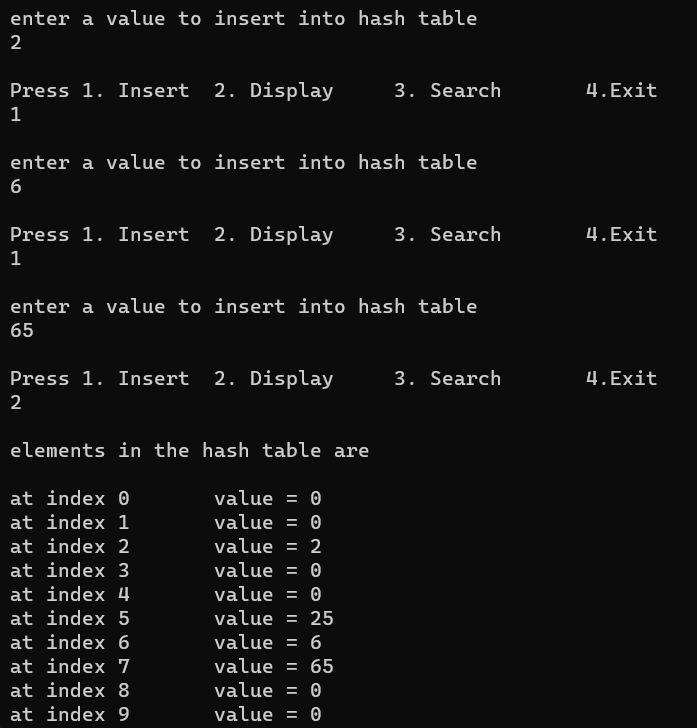 enter a value to insert into hash table
2
Press 1. Insert  2. Display     3. Search       4.Exit
1
enter a value to insert into hash table
6
Press 1. Insert  2. Display     3. Search       4.Exit
1
enter a value to insert into hash table
65
Press 1. Insert  2. Display     3. Search       4.Exit
2
elements in the hash table are
at index 0       value = 0
at index 1       value = 0
at index 2       value = 2
at index 3       value = 0
at index 4       value = 0
at index 5       value = 25
at index 6       value = 6
at index 7       value = 65
at index 8       value = 0
at index 9       value = 0